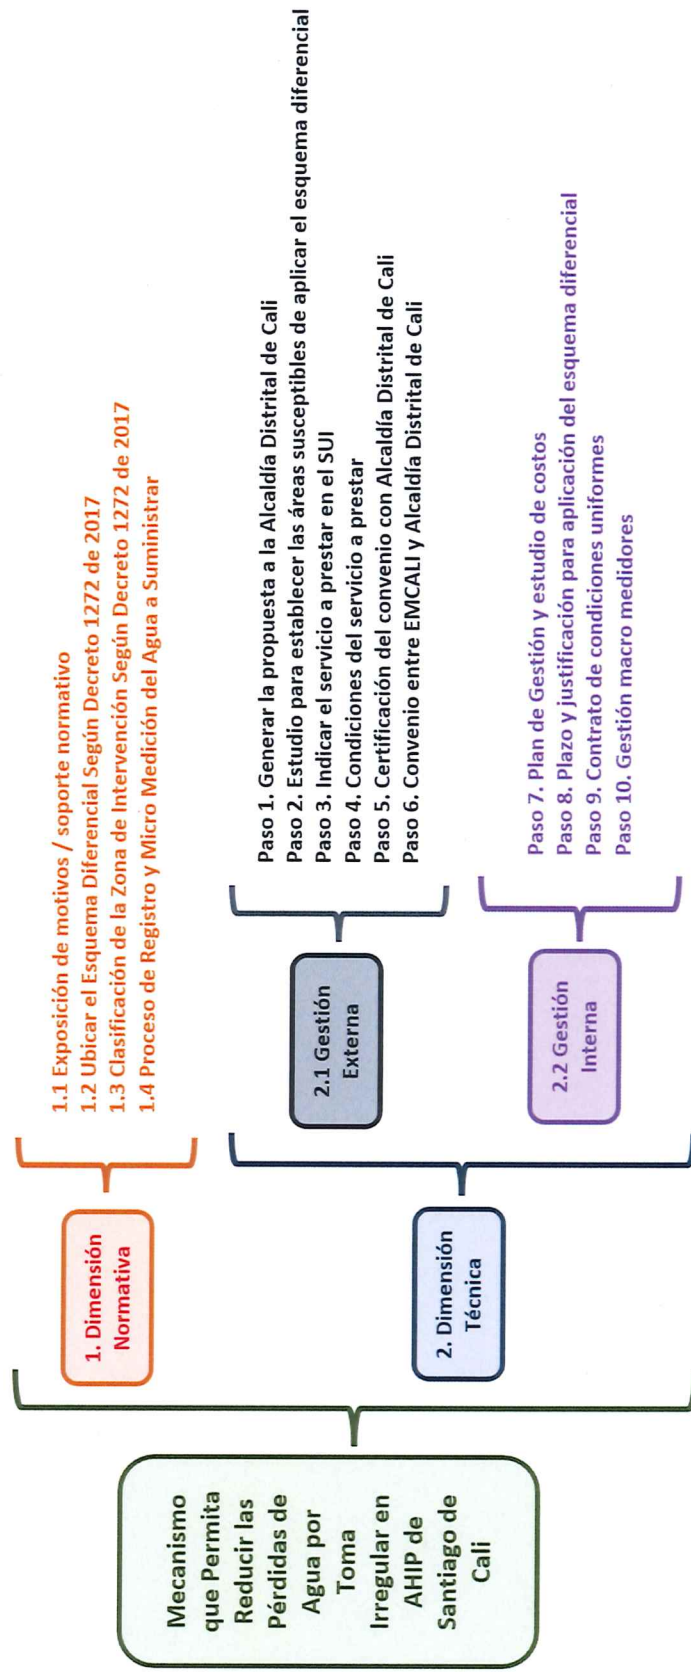 Mecanismo
que Permita
Reducir las
Pérdidas de
Agua por
Toma
Irregular en
AHIP de
Santiago de
Cali
1. Dimensión
Normativa
1.1 Exposición de motivos / soporte normativo
1.2 Ubicar el Esquema Diferencial Según Decreto 1272 de 2017
1.3 Clasificación de la Zona de Intervención Según Decreto 1272 de 2017
1.4 Proceso de Registro y Micro Medición del Agua a Suministrar
2. Dimensión
Técnica
2.1 Gestión
Externa
Paso 1. Generar la propuesta a la Alcaldía Distrital de Cali
Paso 2. Estudio para establecer las áreas susceptibles de aplicar el esquema diferencial
Paso 3. Indicar el servicio a prestar en el SUI
Paso 4. Condiciones del servicio a prestar
Paso 5. Certificación del convenio con Alcaldía Distrital de Cali
Paso 6. Convenio entre EMCALI y Alcaldía Distrital de Cali
2.2 Gestión
Interna
Paso 7. Plan de Gestión y estudio de costos
Paso 8. Plazo y justificación para aplicación del esquema diferencial
Paso 9. Contrato de condiciones uniformes
Paso 10. Gestión macro medidores